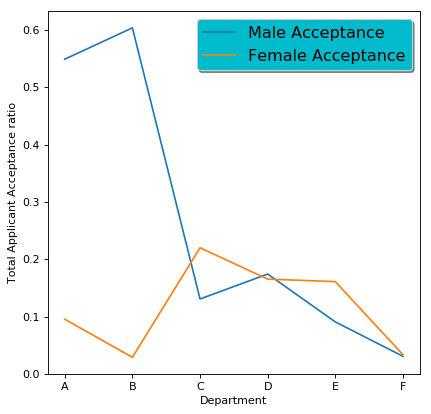 Male Acceptance
Female Acceptance
Total Applicant Acceptance ratio
0.6
0.5
0.4
0.3
0.2
0.1
0.0
A B C D E F
Department